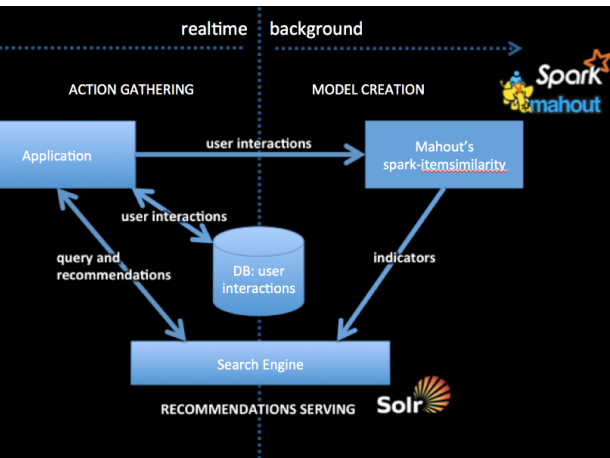 realtime
background
ACTION GATHERING
MODEL CREATION
Spark
mahout
Application
user interactions
Mahout's
spark-itemsimilarity
user interactions
query and
recommendations
indicators
DB: user
interactions
Search Engine
RECOMMENDATIONS SERVING
Solr